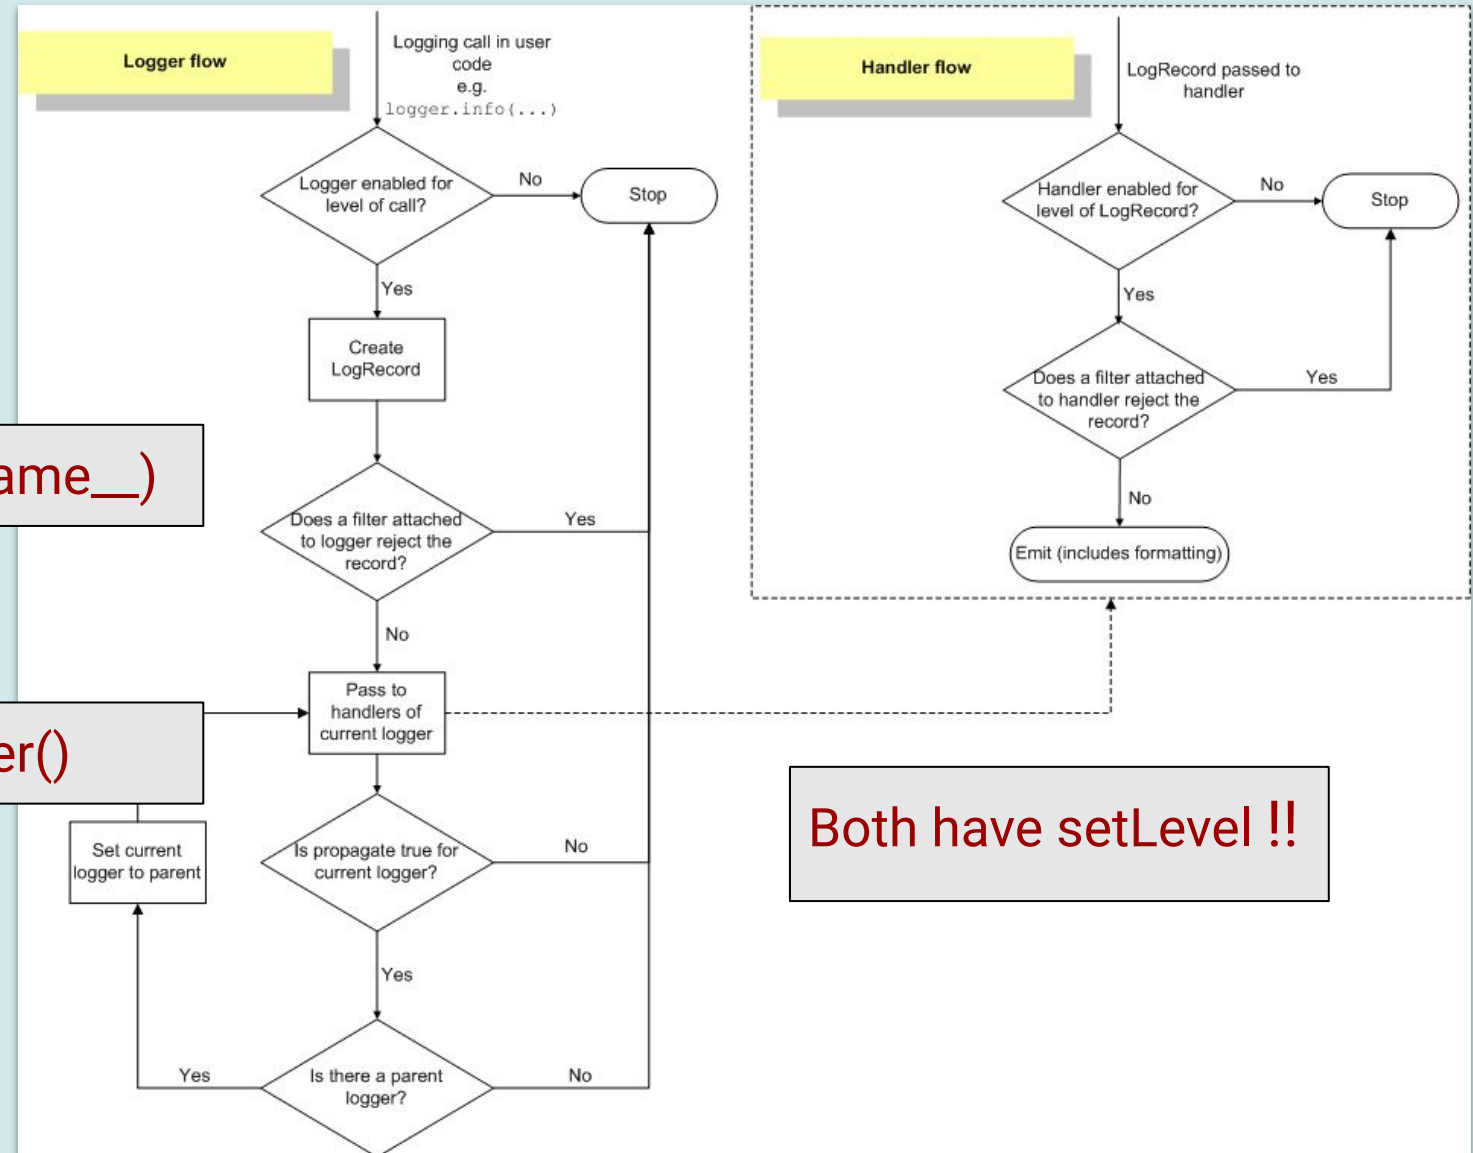 Logger flow
Logging call in user
code
e.g.
logger.info(...)
Logger enabled for
level of call?
No
Stop
Yes
Create
LogRecord
ame__)
Does a filter attached
to logger reject the
record?
Yes
No
Pass to
handlers of
current logger
er()
Set current
logger to parent
Is propagate true for
current logger?
No
Yes
Is there a parent
logger?
Yes
No
Handler flow
LogRecord passed to
handler
Handler enabled for
level of LogRecord?
No
Stop
Yes
Does a filter attached
to handler reject the
record?
Yes
No
Emit (includes formatting)
Both have setLevel !!